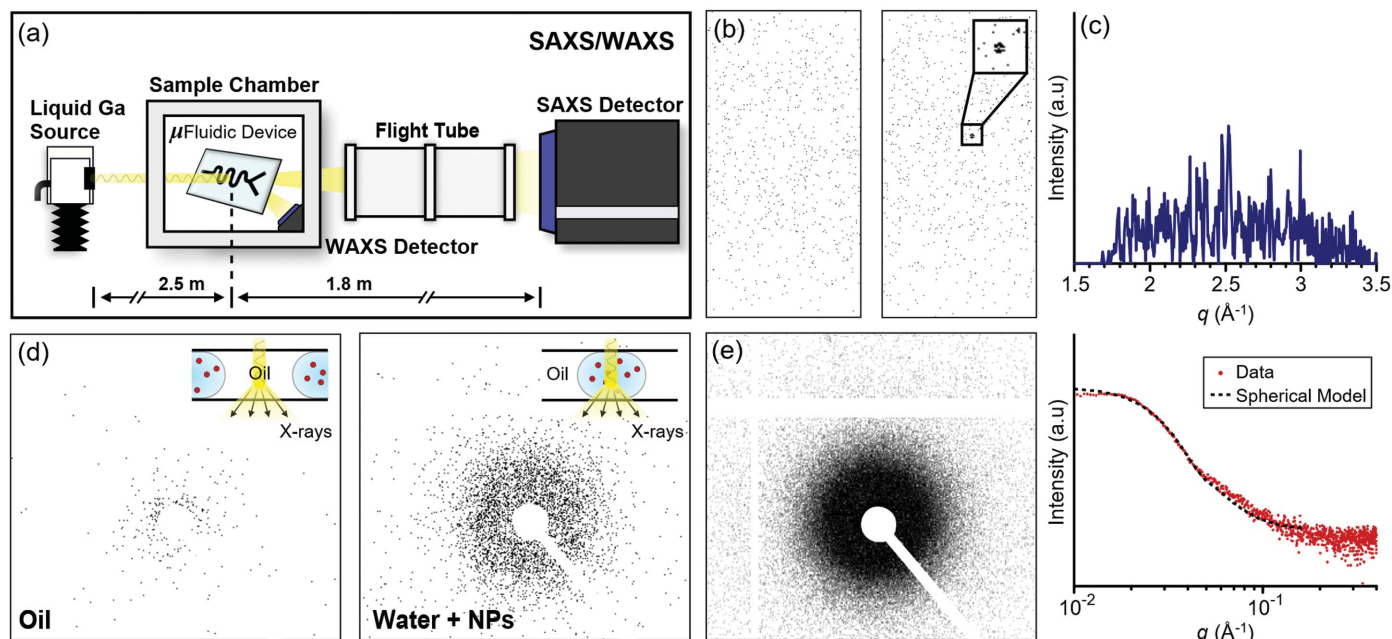 (a)
SAXS/WAXS
Liquid Ga
Source
Sample Chamber
µFluidic Device
Flight Tube
SAXS Detector
WAXS Detector
2.5 m
1.8 m
(b)
(c)
Intensity (a.u)
1.5
2
2.5
3
3.5
q (Å⁻¹)
(d)
Oil
X-rays
Oil
Oil
X-rays
Water + NPs
(e)
Data
Spherical Model
Intensity (a.u)
10⁻²
10⁻¹
q (Å⁻¹)